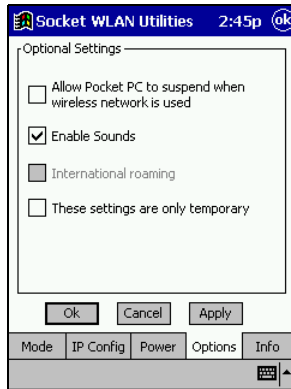 Socket WLAN Utilities 2:45p ok
Optional Settings
Allow Pocket PC to suspend when
wireless network is used
Enable Sounds
International roaming
These settings are only temporary
Ok Cancel Apply
Mode IP Config Power Options Info